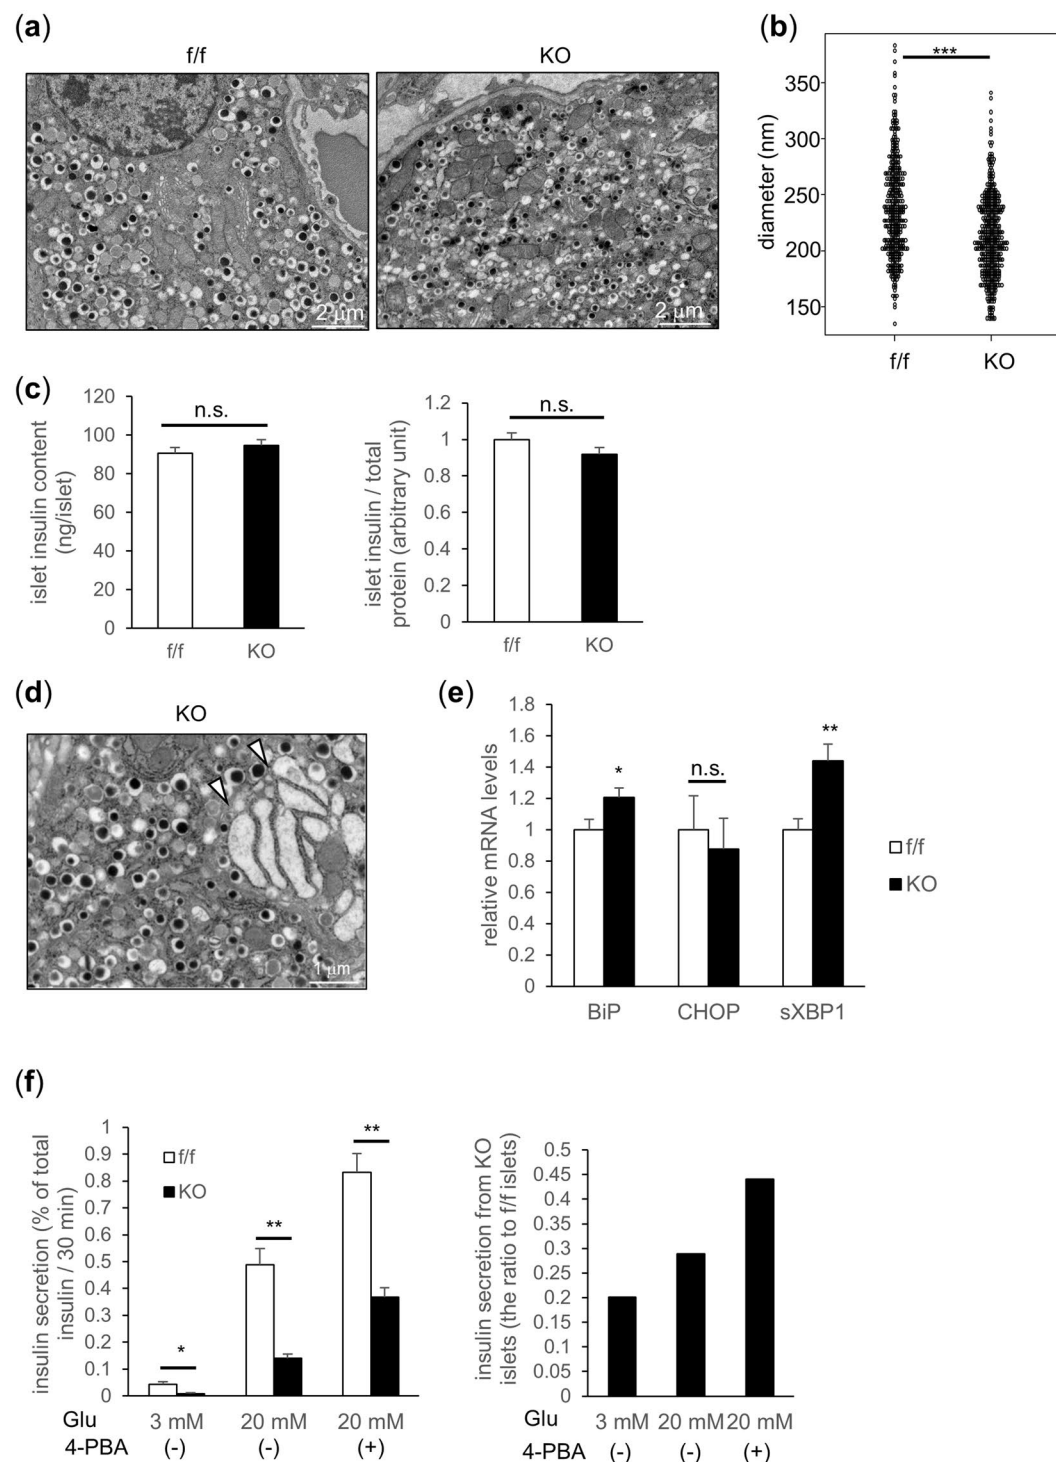 (a)
f/f
KO
2 μm
2 μm
(b)
***
diameter (nm)
350
300
250
200
150
f/f
KO
(c)
islet insulin content
(ng/islet)
120
100
80
60
40
20
0
n.s.
f/f
KO
islet insulin / total
protein (arbitrary unit)
1.2
1
0.8
0.6
0.4
0.2
0
n.s.
f/f
KO
(d)
KO
1 μm
(e)
relative mRNA levels
1.8
1.6
1.4
1.2
1
0.8
0.6
0.4
0.2
0
*
n.s.
**
f/f
KO
BiP CHOP sXBP1
(f)
insulin secretion (% of total
insulin / 30 min)
1
0.9
0.8
0.7
0.6
0.5
0.4
0.3
0.2
0.1
0
f/f
KO
*
**
**
Glu 3 mM 20 mM 20 mM
4-PBA (-) (-) (+)
insulin secretion from KO
islets (the ratio to f/f islets)
0.5
0.45
0.4
0.35
0.3
0.25
0.2
0.15
0.1
0.05
0
Glu 3 mM 20 mM 20 mM
4-PBA (-) (-) (+)